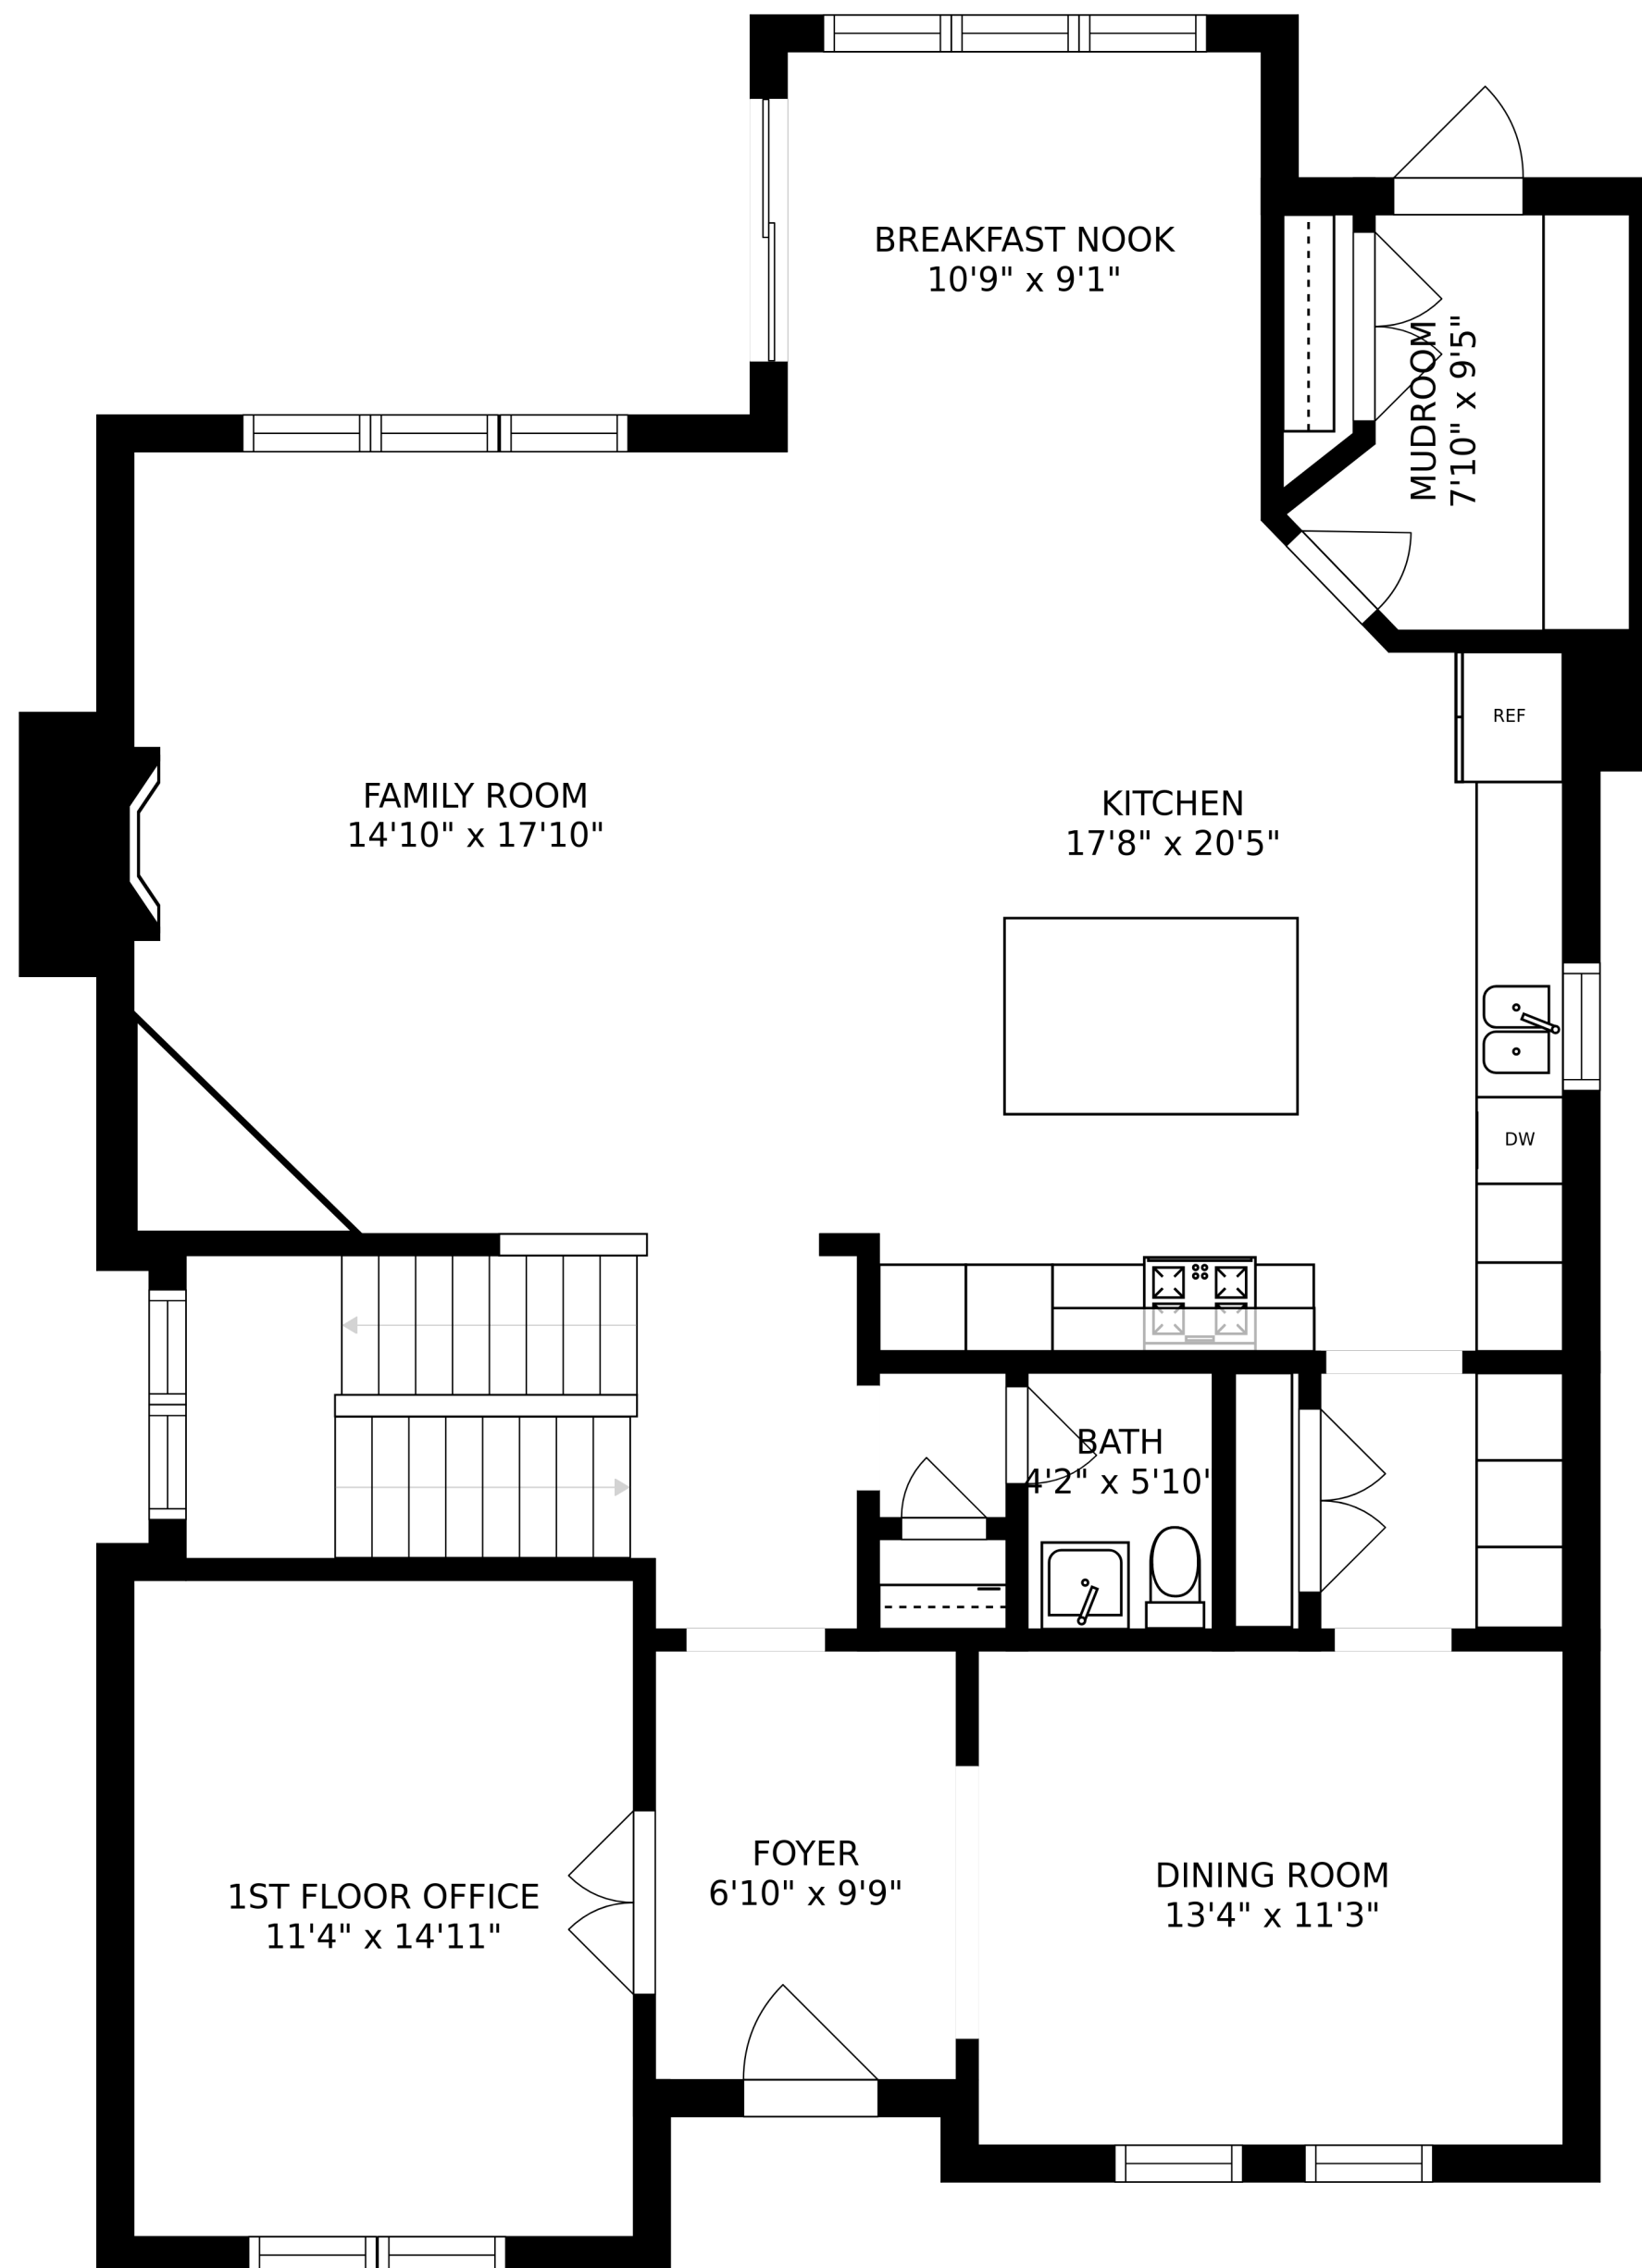 BREAKFAST NOOK
10'9" x 9'1"
MUDROOM
7'10" x 9'5"
REF
FAMILY ROOM
14'10" x 17'10"
KITCHEN
17'8" x 20'5"
DW
BATH
4'2" x 5'10"
FOYER
6'10" x 9'9"
DINING ROOM
13'4" x 11'3"
1ST FLOOR OFFICE
11'4" x 14'11"